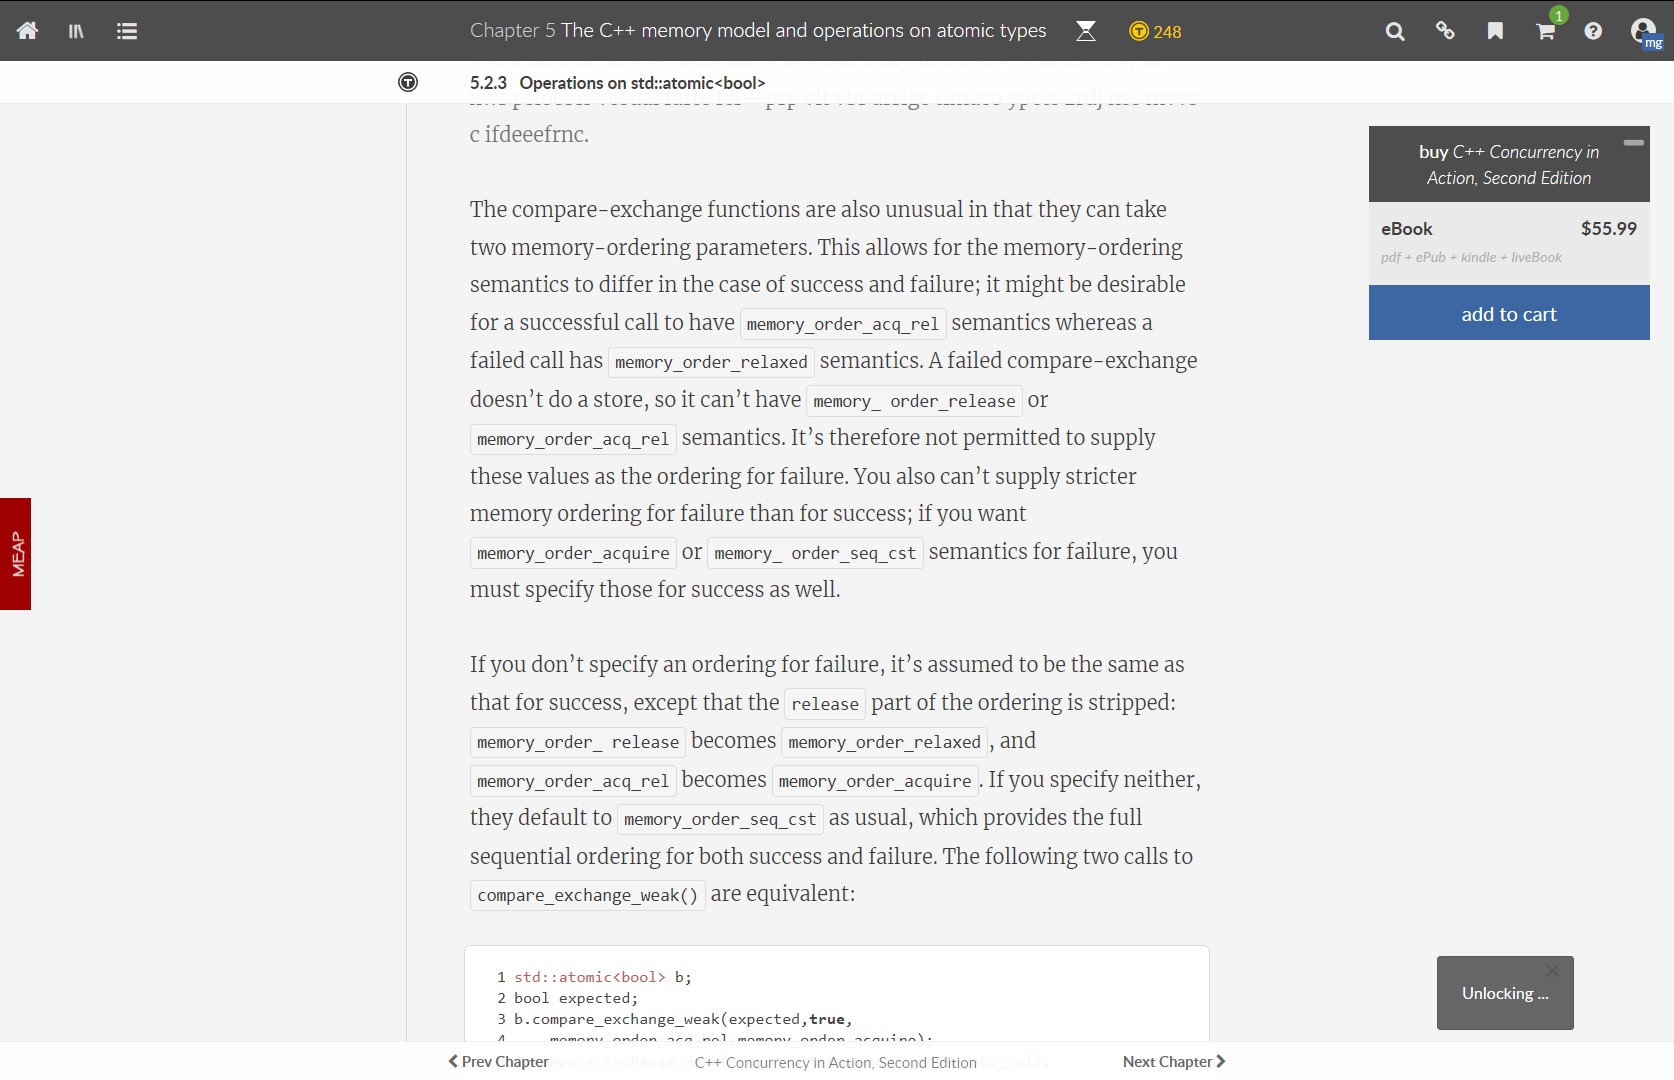 Chapter 5 The C++ memory model and operations on atomic types
248
1
mg
5.2.3 Operations on std::atomic<bool>
c ifdeeefrnc.
buy C++ Concurrency in
Action, Second Edition
eBook $55.99
pdf + ePub + kindle + liveBook
add to cart
The compare-exchange functions are also unusual in that they can take
two memory-ordering parameters. This allows for the memory-ordering
semantics to differ in the case of success and failure; it might be desirable
for a successful call to have memory_order_acq_rel semantics whereas a
failed call has memory_order_relaxed semantics. A failed compare-exchange
doesn't do a store, so it can't have memory_ order_release or
memory_order_acq_rel semantics. It's therefore not permitted to supply
these values as the ordering for failure. You also can't supply stricter
memory ordering for failure than for success; if you want
memory_order_acquire or memory_ order_seq_cst semantics for failure, you
must specify those for success as well.
MEAP
If you don't specify an ordering for failure, it's assumed to be the same as
that for success, except that the release part of the ordering is stripped:
memory_order_ release becomes memory_order_relaxed, and
memory_order_acq_rel becomes memory_order_acquire. If you specify neither,
they default to memory_order_seq_cst as usual, which provides the full
sequential ordering for both success and failure. The following two calls to
compare_exchange_weak() are equivalent:
1 std::atomic<bool> b;
2 bool expected;
3 b.compare_exchange_weak(expected,true,
4 memory_order_acq_rel,memory_order_acquire);
Unlocking ...
Prev Chapter
C++ Concurrency in Action, Second Edition
Next Chapter